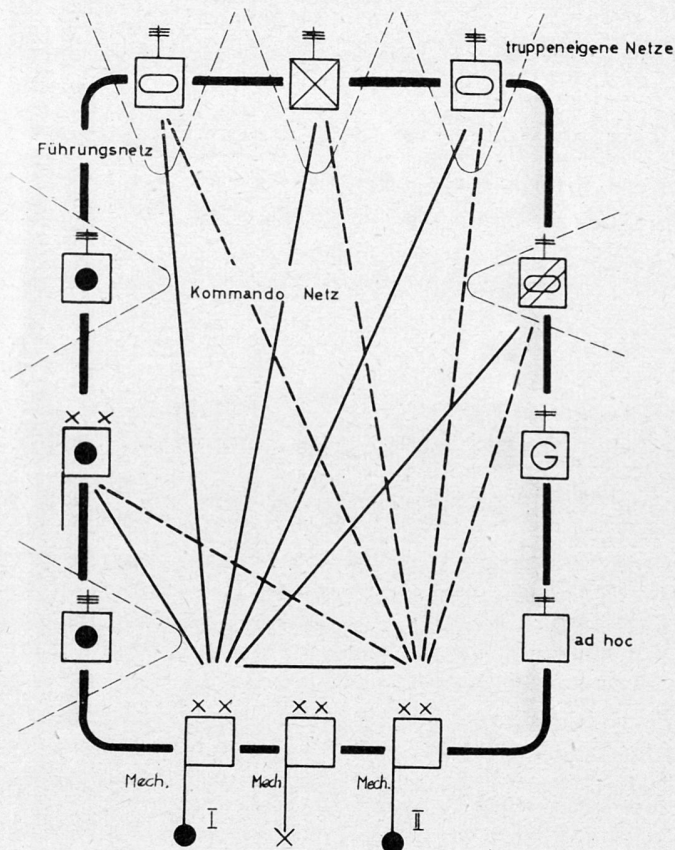 truppeneigene Netze
Führungsnetz
Kommando Netz
G
ad hoc
Mech.
Mech
Mech.
I
II